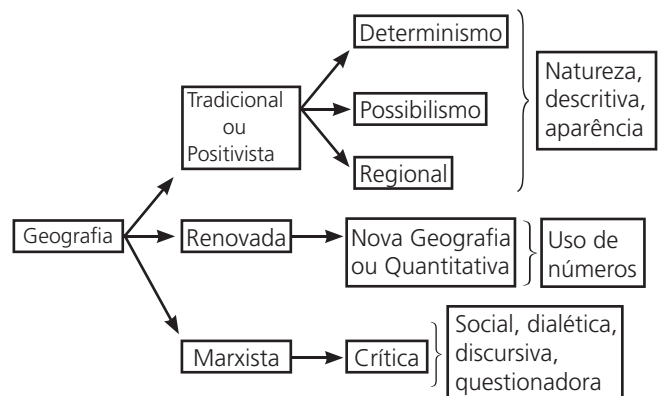 Geografia
Tradicional
ou
Positivista
Determinismo
Possibilismo
Regional
Natureza,
descritiva,
aparência
Renovada
Nova Geografia
ou Quantitativa
Uso de
números
Marxista
Crítica
Social, dialética,
discursiva,
questionadora